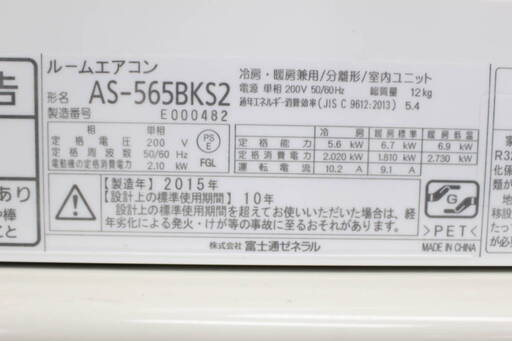 告
あり
や棒
と
ルームエアコン
形名 AS-565BKS2
製造番号 E000482
冷房・暖房兼用/分離形/室内ユニット
電源 単相 200V 50/60Hz 総質量 12kg
通年エネルギー消費効率(JIS C 9612:2013) 5.4
相 単相
定格電圧 200 V
定格周波数 50/60 Hz
電動機の定格消費電力 2.10 kW
PS E
FGL
冷房 暖房標準 暖房低温
定格能力 5.6 kW 6.7 kW 6.9 kW
定格消費電力 2.020 kW 1.810 kW 2.730 kW
運転電流 10.2 A 9.1 A
【製造年】2015年
【設計上の標準使用期間】10年
設計上の標準使用期間を超えてお使いいただいた場合は、経
年劣化による発火・けが等の事故に至るおそれがあります。
G
>PET<
株式会社 富士通ゼネラル
MADE IN CHINA
R32
化係
います
地
移設
が必